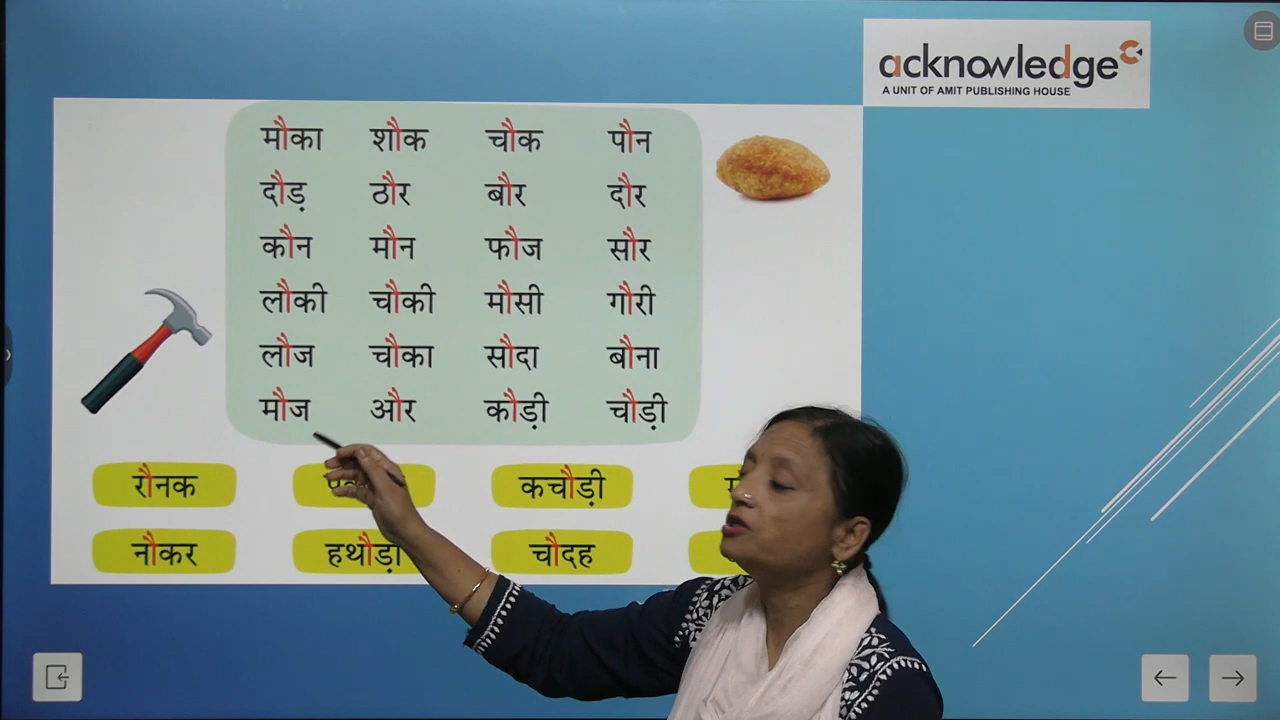 acknowledge
A UNIT OF AMIT PUBLISHING HOUSE
मौका शौक चौक पौन
दौड़ ठौर बौर दौर
कौन मौन फौज सौर
लौकी चौकी मौसी गौरी
लौज चौका सौदा बौना
मौज और कौड़ी चौड़ी
रौनक कचौड़ी
नौकर हथौड़ा चौदह